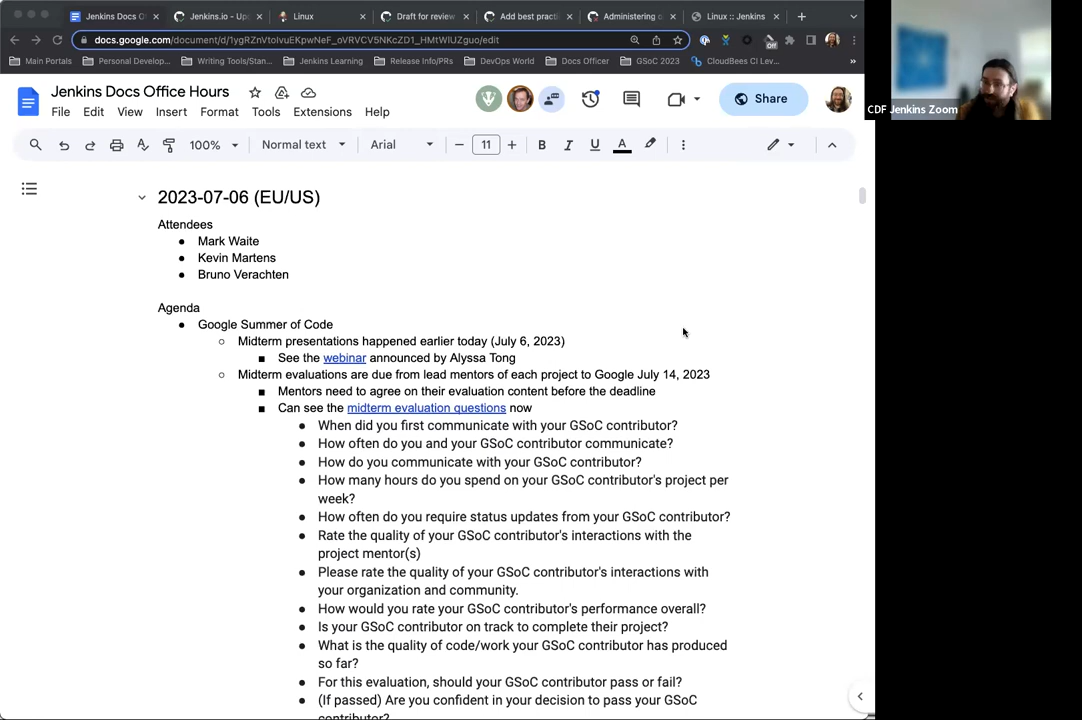 Jenkins Docs O
Jenkins.io - Up
Linux
Draft for review
Add best practi
Administering o
Linux :: Jenkins
docs.google.com/document/d/1ygRZnVtoIvuEKpwNeF_oVRVCV5NKcZD1_HMtWlUZguo/edit
Off
Main Portals
Personal Develop...
Writing Tools/Stan...
Jenkins Learning
Release Info/PRs
DevOps World
Docs Officer
GSoC 2023
CloudBees CI Lev...
CDF Jenkins Zoom
Jenkins Docs Office Hours
Share
File Edit View Insert Format Tools Extensions Help
100% Normal text Arial 11 B I U A
2023-07-06 (EU/US)
Attendees
Mark Waite
Kevin Martens
Bruno Verachten
Agenda
Google Summer of Code
Midterm presentations happened earlier today (July 6, 2023)
See the webinar announced by Alyssa Tong
Midterm evaluations are due from lead mentors of each project to Google July 14, 2023
Mentors need to agree on their evaluation content before the deadline
Can see the midterm evaluation questions now
When did you first communicate with your GSoC contributor?
How often do you and your GSoC contributor communicate?
How do you communicate with your GSoC contributor?
How many hours do you spend on your GSoC contributor's project per
week?
How often do you require status updates from your GSoC contributor?
Rate the quality of your GSoC contributor's interactions with the
project mentor(s)
Please rate the quality of your GSoC contributor's interactions with
your organization and community.
How would you rate your GSoC contributor's performance overall?
Is your GSoC contributor on track to complete their project?
What is the quality of code/work your GSoC contributor has produced
so far?
For this evaluation, should your GSoC contributor pass or fail?
(If passed) Are you confident in your decision to pass your GSoC
contributor?